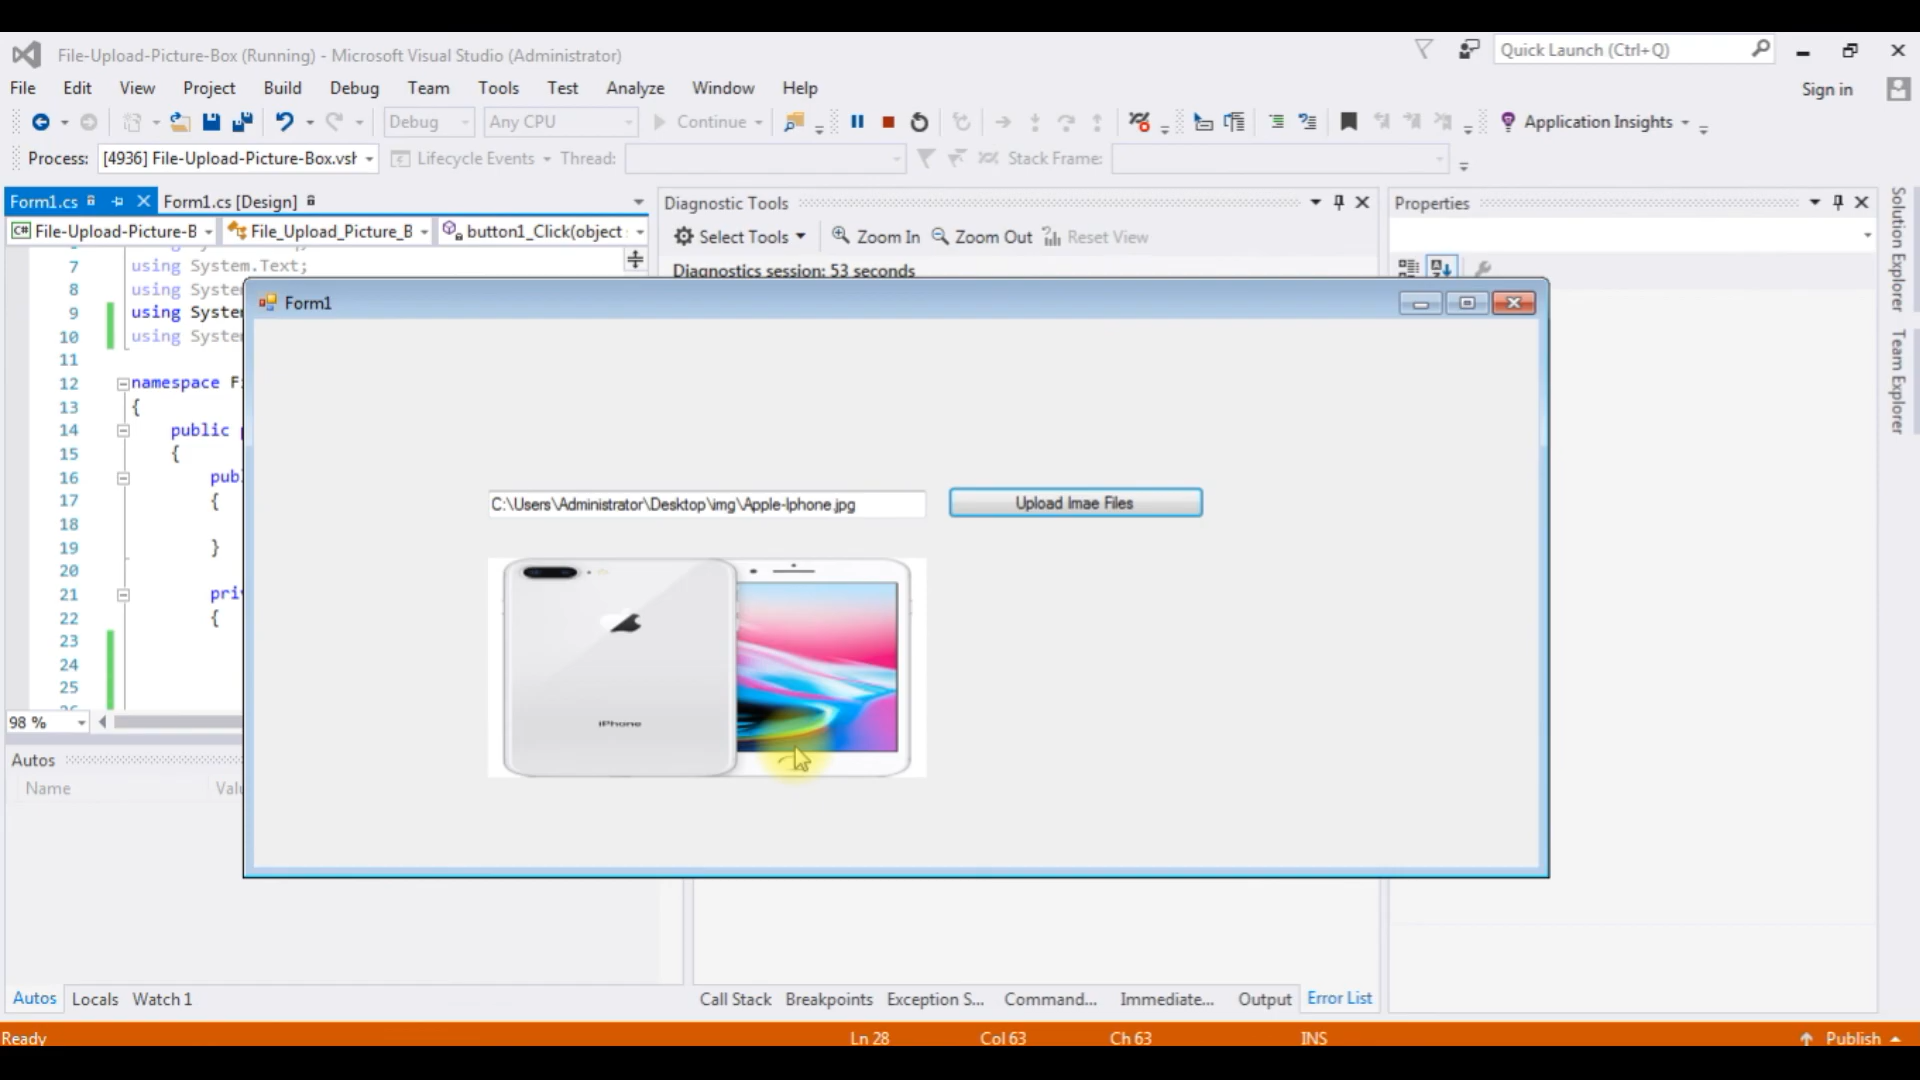 File-Upload-Picture-Box (Running) - Microsoft Visual Studio (Administrator)
Quick Launch (Ctrl+Q)
File Edit View Project Build Debug Team Tools Test Analyze Window Help
Sign in
Debug Any CPU Continue Application Insights
Process: [4936] File-Upload-Picture-Box.vsh Lifecycle Events Thread: Stack Frame:
Form1.cs Form1.cs [Design]
Diagnostic Tools
Properties
File-Upload-Picture-B File_Upload_Picture_B button1_Click(object
Select Tools Zoom In Zoom Out Reset View
Diagnostics session: 53 seconds
Solution Explorer
Team Explorer
7 using System.Text;
8 using Syste
9 using Syste
10 using Syste
11
12 namespace F
13 {
14 public
15 {
16 pub
17 {
18
19 }
20
21 pri
22 {
23
24
25
98 %
Form1
C:\Users\Administrator\Desktop\img\Apple-Iphone.jpg
Upload Imae Files
iPhone
Autos
Name Valu
Autos Locals Watch 1
Call Stack Breakpoints Exception S... Command... Immediate... Output Error List
Ready Ln 28 Col 63 Ch 63 INS Publish